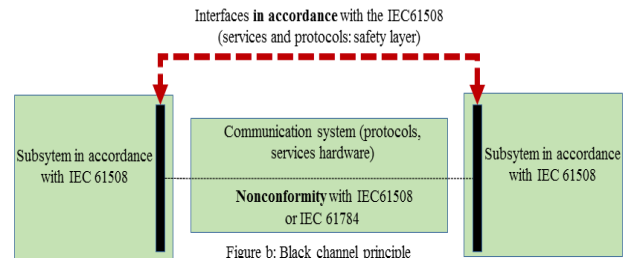 Interfaces in accordance with the IEC61508
(services and protocols: safety layer)
Subsytem in accordance
with IEC 61508
Communication system (protocols,
services hardware)
Nonconformity with IEC61508
or IEC 61784
Subsystem in accordance
with IEC 61508
Figure b: Black channel principle